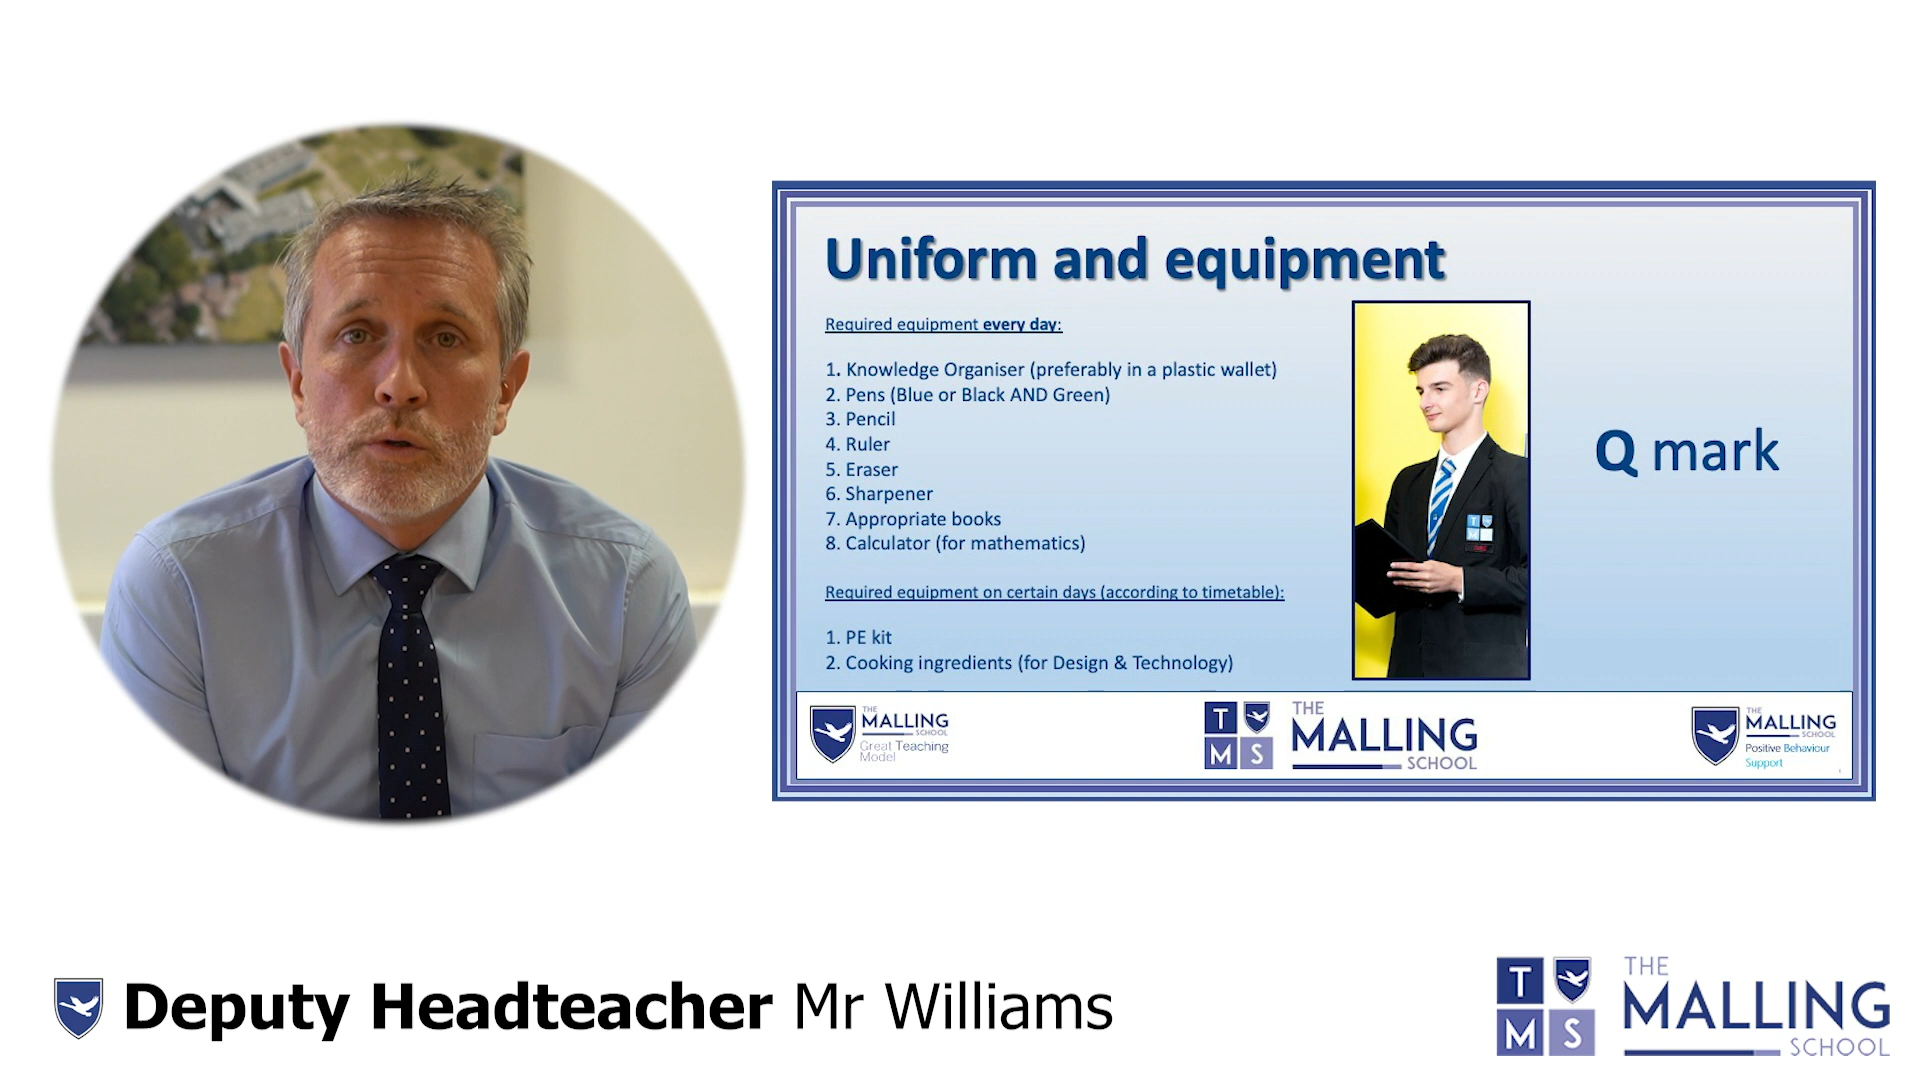 Uniform and equipment
Required equipment every day:
1. Knowledge Organiser (preferably in a plastic wallet)
2. Pens (Blue or Black AND Green)
3. Pencil
4. Ruler
5. Eraser
6. Sharpener
7. Appropriate books
8. Calculator (for mathematics)
Required equipment on certain days (according to timetable):
1. PE kit
2. Cooking ingredients (for Design & Technology)
Q mark
T
M
THE
MALLING
SCHOOL
Great Teaching
Model
T
M S
THE
MALLING
SCHOOL
THE
MALLING
SCHOOL
Positive Behaviour
Support
Deputy Headteacher Mr Williams
T
M S
THE
MALLING
SCHOOL